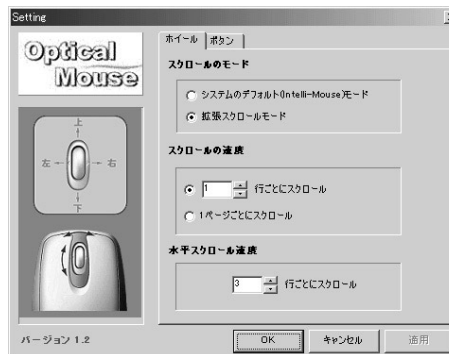 Setting
Optical
Mouse
上
左 右
下
バージョン 1.2
ホイール ボタン
スクロールのモード
システムのデフォルト(Intelli-Mouse)モード
拡張スクロールモード
スクロールの速度
1 行ごとにスクロール
1ページごとにスクロール
水平スクロール速度
3 行ごとにスクロール
OK キャンセル 適用